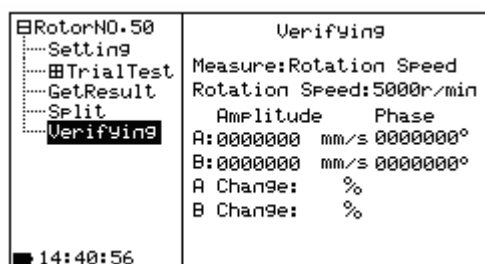 RotorNO.50
Setting
TrialTest
GetResult
Split
Verifying
14:40:56
Verifying
Measure:Rotation Speed
Rotation Speed:5000r/min
Amplitude Phase
A:0000000 mm/s 0000000°
B:0000000 mm/s 0000000°
A Change: %
B Change: %